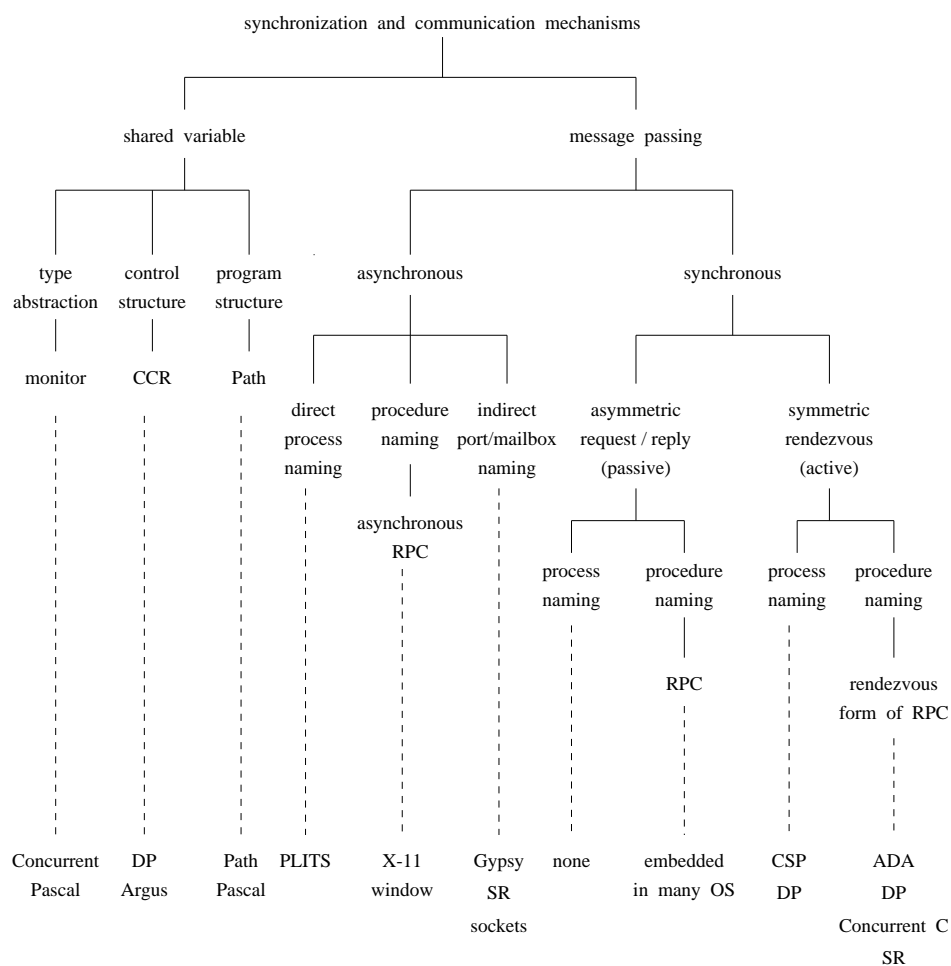 synchronization and communication mechanisms
shared variable
message passing
type
abstraction
control
structure
program
structure
asynchronous
synchronous
monitor
CCR
Path
direct
process
naming
procedure
naming
indirect
port/mailbox
naming
asymmetric
request / reply
(passive)
symmetric
rendezvous
(active)
asynchronous
RPC
process
naming
procedure
naming
process
naming
procedure
naming
RPC
rendezvous
form of RPC
Concurrent
Pascal
DP
Argus
Path
Pascal
PLITS
X-11
window
Gypsy
SR
sockets
none
embedded
in many OS
CSP
DP
ADA
DP
Concurrent C
SR